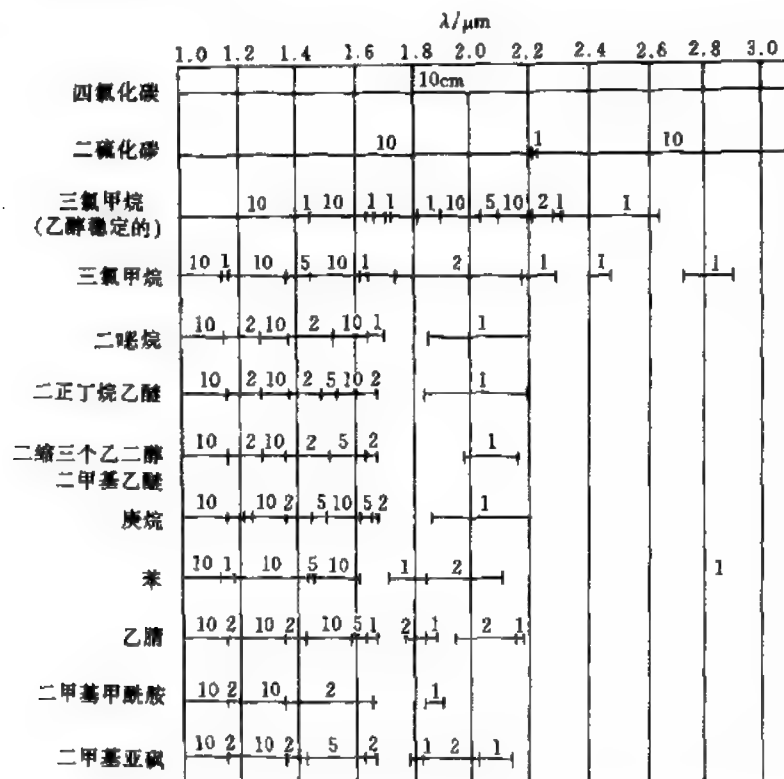 λ/μm
1.0 1.2 1.4 1.6 1.8 2.0 2.2 2.4 2.6 2.8 3.0
四氯化碳 10cm
二硫化碳 10 1 10
三氯甲烷 10 1 10 1 1 1 10 5 10 2 1 1
(乙醇稳定的)
三氯甲烷 10 1 10 5 10 1 2 1 1 1
二噁烷 10 2 10 2 10 1 1
二正丁烷乙醚 10 2 10 2 5 10 2 1
二缩三个乙二醇 10 2 10 2 5 2 1
二甲基乙醚
庚烷 10 10 2 5 10 5 2 1
苯 10 1 10 5 10 1 2 1
乙腈 10 2 10 2 10 5 1 2 1 2 1
二甲基甲酰胺 10 2 10 2 1
二甲基亚砜 10 2 10 2 5 2 1 2 1